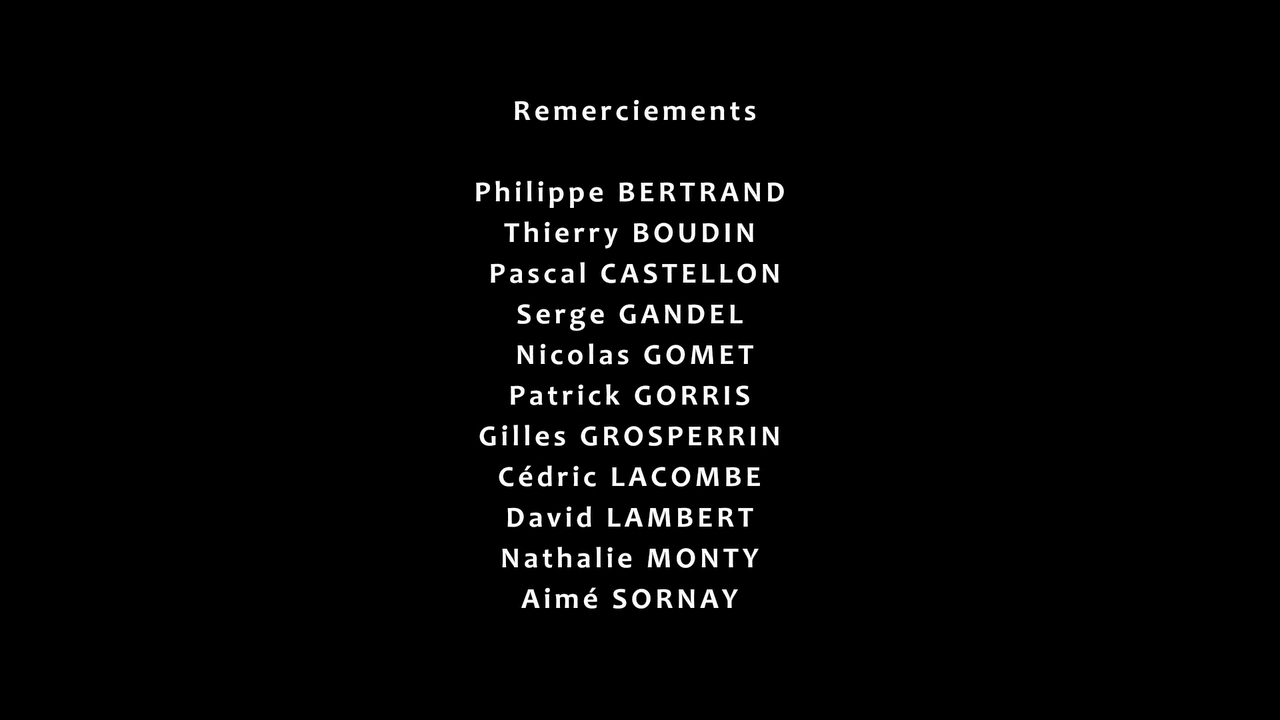 Remerciements
Philippe BERTRAND
Thierry BOUDIN
Pascal CASTELLON
Serge GANDEL
Nicolas GOMET
Patrick GORRIS
Gilles GROSPERRIN
Cédric LACOMBE
David LAMBERT
Nathalie MONTY
Aimé SORNAY